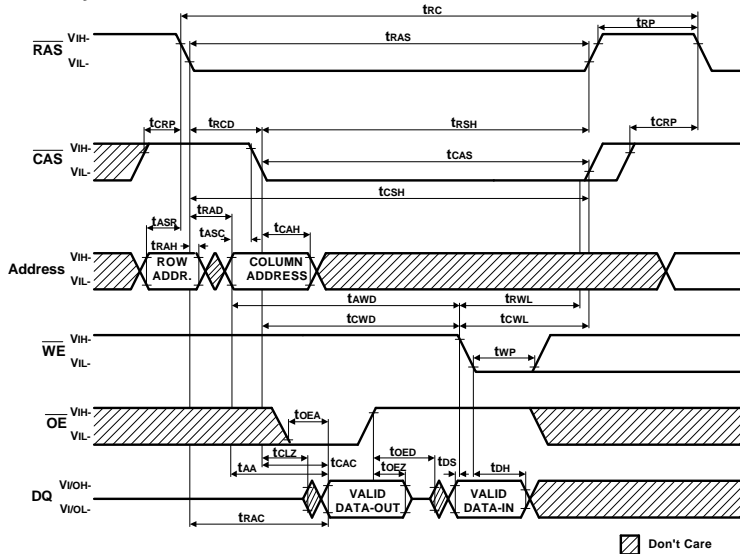 tRC
tRP
RAS
VIH-
VIL-
tRAS
tCRP
tRCD
tRSH
tCRP
CAS
VIH-
VIL-
tCAS
tCSH
tASR
tRAD
tRAH
tASC
tCAH
Address
VIH-
VIL-
ROW
ADDR.
COLUMN
ADDRESS
tAWD
tRWL
tCWD
tCWL
WE
VIH-
VIL-
tWP
OE
VIH-
VIL-
tOEA
tCLZ
tCAC
tOED
tAA
tOEZ
tDS
tDH
DQ
VI/OH-
VI/OL-
VALID
DATA-OUT
VALID
DATA-IN
tRAC
Don't Care